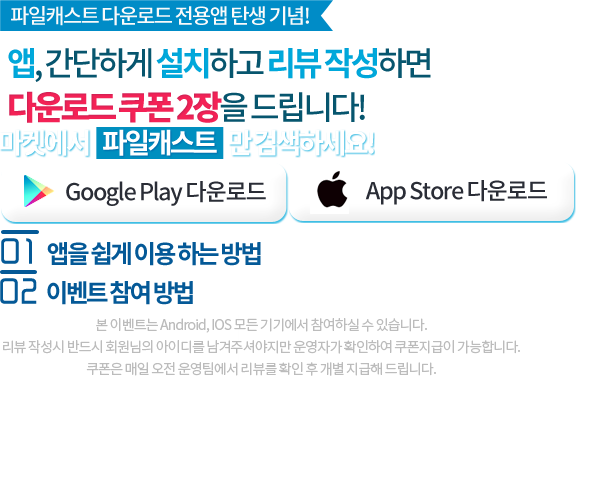 파일캐스트 다운로드 전용앱 탄생 기념!
앱, 간단하게 설치하고 리뷰 작성하면
다운로드 쿠폰 2장을 드립니다!
마켓에서 파일캐스트 만 검색하세요!
Google Play 다운로드
App Store 다운로드
01 앱을 쉽게 이용 하는 방법
02 이벤트 참여 방법
본 이벤트는 Android, IOS 모든 기기에서 참여하실 수 있습니다.
리뷰 작성시 반드시 회원님의 아이디를 남겨주셔야지만 운영자가 확인하여 쿠폰지급이 가능합니다.
쿠폰은 매일 오전 운영팀에서 리뷰를 확인 후 개별 지급해 드립니다.